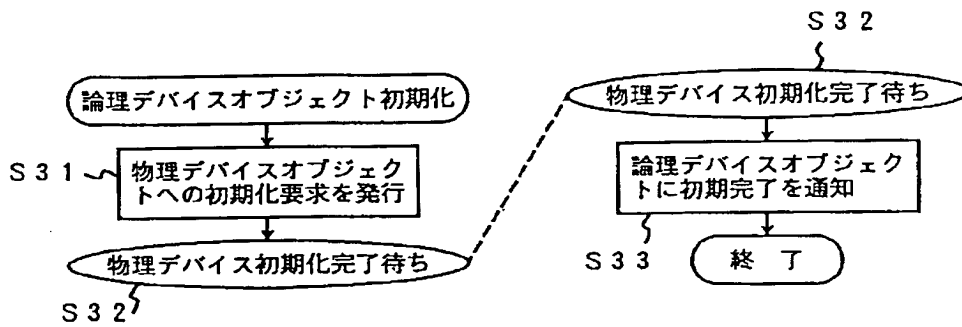 論理デバイスオブジェクト初期化
S31
物理デバイスオブジェク
トへの初期化要求を発行
物理デバイス初期化完了待ち
S32
S32
物理デバイス初期化完了待ち
論理デバイスオブジェク
トに初期完了を通知
S33
終 了